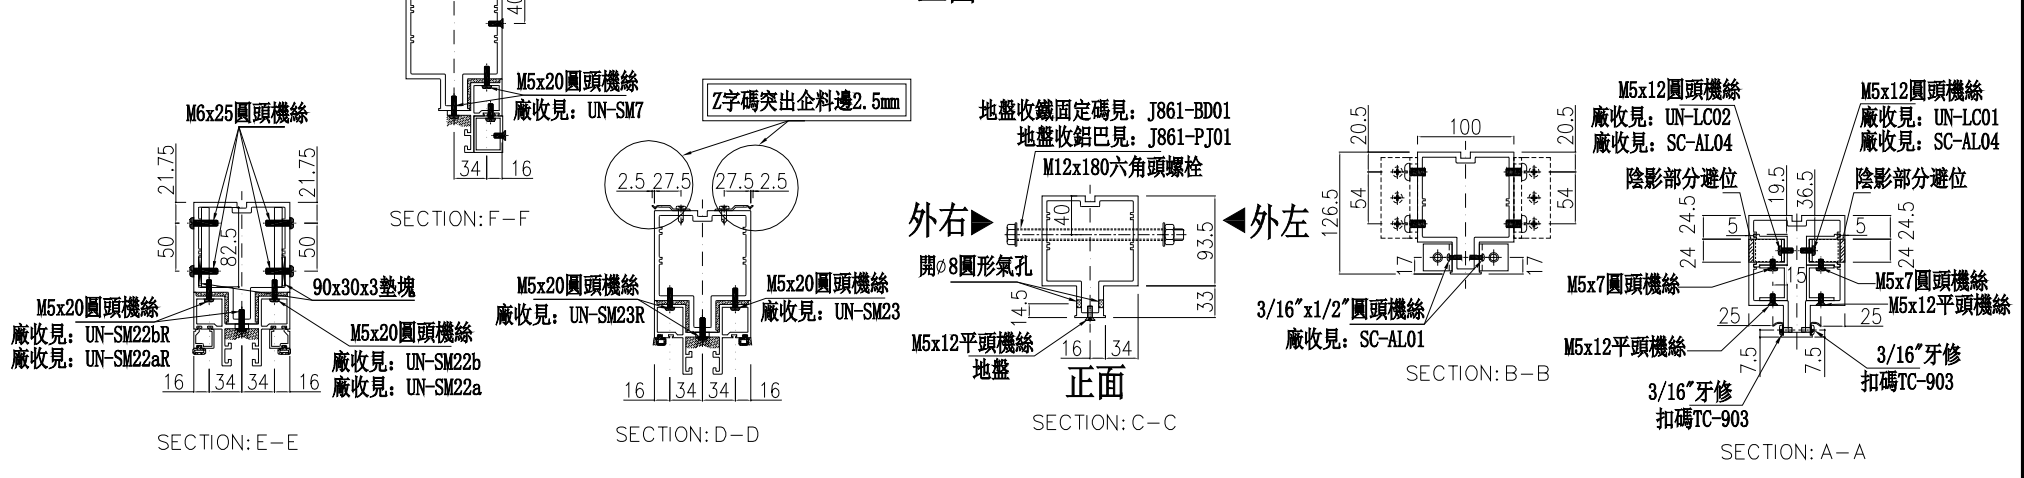 M6x25圓頭機絲
21.75
21.75
50
82.5
50
90x30x3墊塊
M5x20圓頭機絲
廠收見: UN-SM22bR
廠收見: UN-SM22aR
M5x20圓頭機絲
廠收見: UN-SM22b
廠收見: UN-SM22a
16 34 34 16
SECTION:E-E
40
M5x20圓頭機絲
廠收見: UN-SM7
34 16
SECTION:F-F
Z字碼突出企料邊2.5mm
2.5 27.5 27.5 2.5
M5x20圓頭機絲
廠收見: UN-SM23R
M5x20圓頭機絲
廠收見: UN-SM23
16 34 34 16
SECTION:D-D
地盤收鐵固定碼見: J861-BD01
地盤收鋁巴見: J861-PJ01
M12x180六角頭螺栓
外右
外左
40
93.5
開ø8圓形氣孔
14.5
33
M5x12平頭機絲
地盤
16 34
正面
SECTION:C-C
100
20.5
20.5
126.5
54
54
17
17
3/16"x1/2"圓頭機絲
廠收見: SC-AL01
SECTION:B-B
M5x12圓頭機絲
廠收見: UN-LC02
廠收見: SC-AL04
陰影部分避位
M5x12圓頭機絲
廠收見: UN-LC01
廠收見: SC-AL04
陰影部分避位
19.5
36.5
24.5
24.5
5
5
24
24
15
M5x7圓頭機絲
M5x7圓頭機絲
M5x12平頭機絲
25
25
M5x12平頭機絲
7.5
7.5
3/16"牙修
扣碼TC-903
3/16"牙修
扣碼TC-903
SECTION:A-A